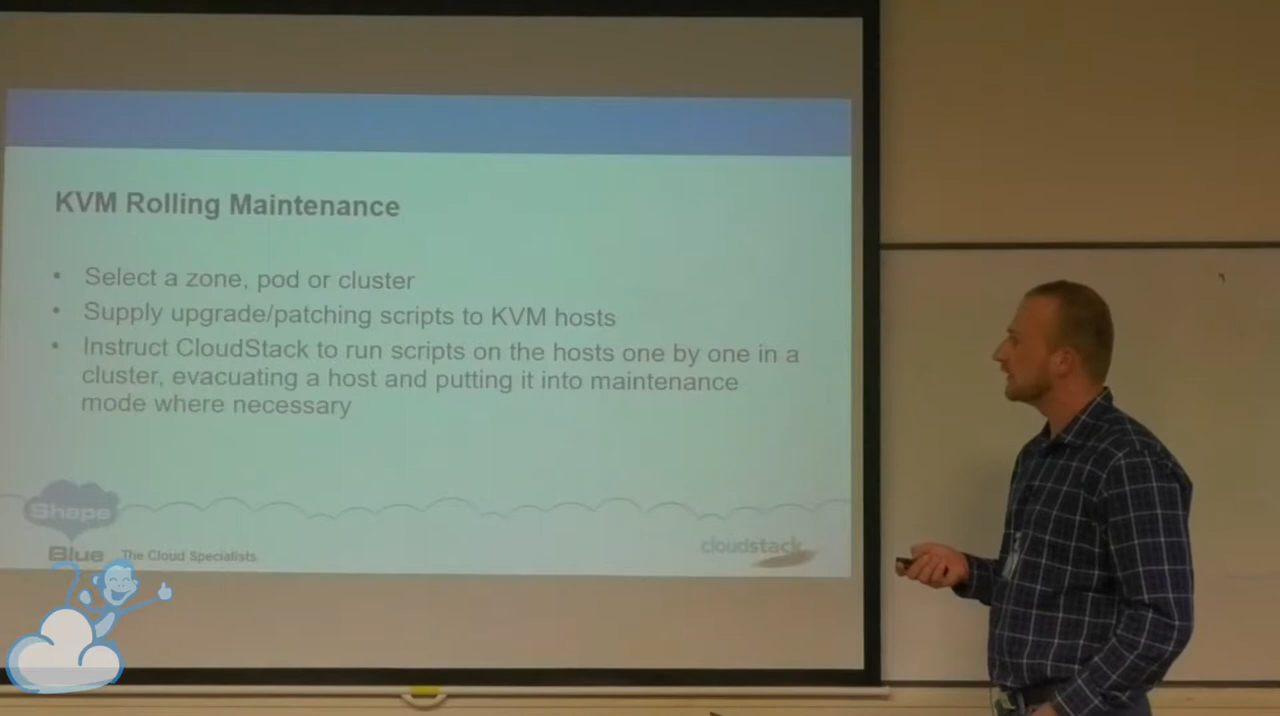 KVM Rolling Maintenance
• Select a zone, pod or cluster
• Supply upgrade/patching scripts to KVM hosts
• Instruct CloudStack to run scripts on the hosts one by one in a
cluster, evacuating a host and putting it into maintenance
mode where necessary
Shape
Blue The Cloud Specialists
cloudstack